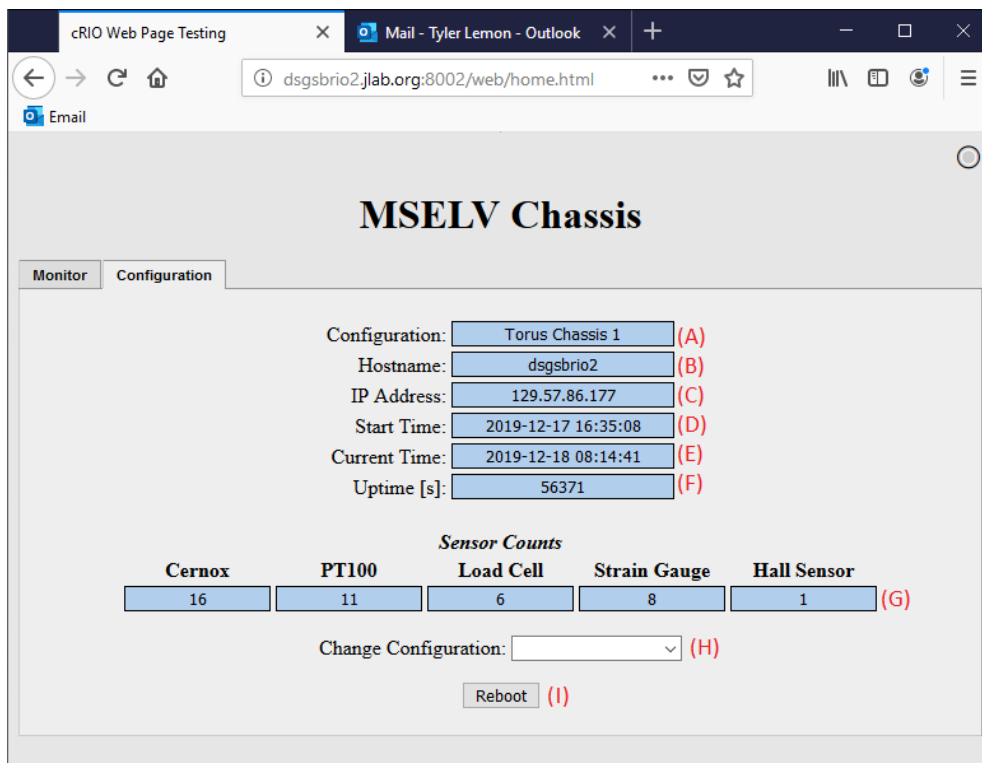 cRIO Web Page Testing
Mail - Tyler Lemon - Outlook
dsgsbrio2.jlab.org:8002/web/home.html
Email
MSELV Chassis
Monitor Configuration
Configuration: Torus Chassis 1 (A)
Hostname: dsgsbrio2 (B)
IP Address: 129.57.86.177 (C)
Start Time: 2019-12-17 16:35:08 (D)
Current Time: 2019-12-18 08:14:41 (E)
Uptime [s]: 56371 (F)
Sensor Counts
Cernox PT100 Load Cell Strain Gauge Hall Sensor
16 11 6 8 1 (G)
Change Configuration: (H)
Reboot (I)